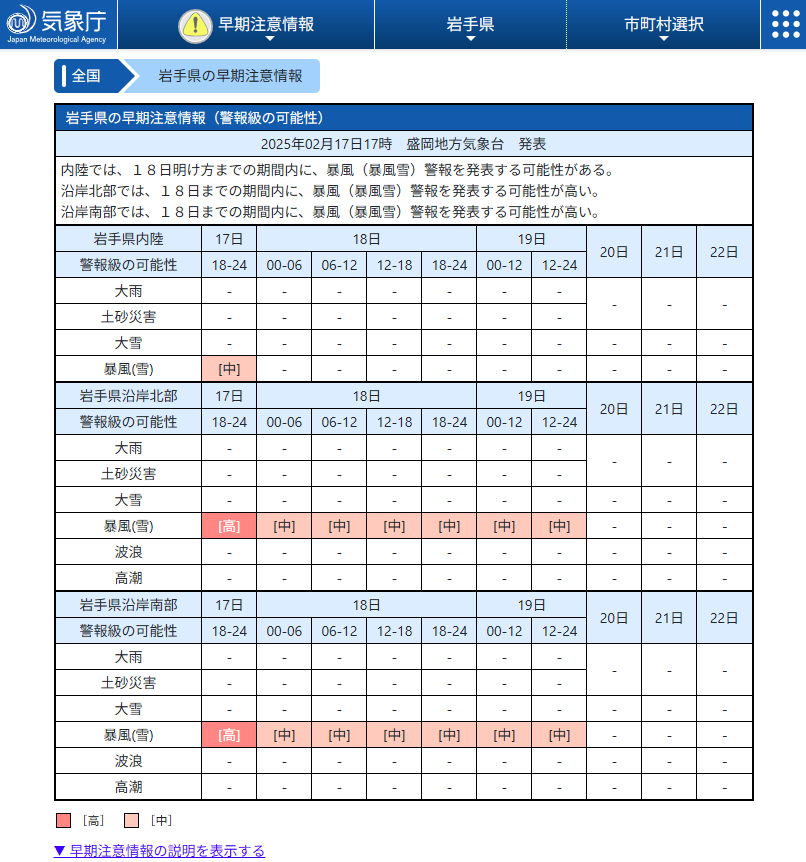 気象庁
Japan Meteorological Agency
早期注意情報
岩手県
市町村選択
全国
岩手県の早期注意情報
岩手県の早期注意情報（警報級の可能性）
2025年02月17日17時　盛岡地方気象台　発表
内陸では、１８日明け方までの期間内に、暴風（暴風雪）警報を発表する可能性がある。
沿岸北部では、１８日までの期間内に、暴風（暴風雪）警報を発表する可能性が高い。
沿岸南部では、１８日までの期間内に、暴風（暴風雪）警報を発表する可能性が高い。
岩手県内陸 17日 18日 19日 20日 21日 22日
警報級の可能性 18-24 00-06 06-12 12-18 18-24 00-12 12-24
大雨 - - - - - - - - - -
土砂災害 - - - - - - -
大雪 - - - - - - - - - -
暴風(雪) [中] - - - - - - - - -
岩手県沿岸北部 17日 18日 19日 20日 21日 22日
警報級の可能性 18-24 00-06 06-12 12-18 18-24 00-12 12-24
大雨 - - - - - - - - - -
土砂災害 - - - - - - -
大雪 - - - - - - - - - -
暴風(雪) [高] [中] [中] [中] [中] [中] [中] - - -
波浪 - - - - - - - - - -
高潮 - - - - - - - - - -
岩手県沿岸南部 17日 18日 19日 20日 21日 22日
警報級の可能性 18-24 00-06 06-12 12-18 18-24 00-12 12-24
大雨 - - - - - - - - - -
土砂災害 - - - - - - -
大雪 - - - - - - - - - -
暴風(雪) [高] [中] [中] [中] [中] [中] [中] - - -
波浪 - - - - - - - - - -
高潮 - - - - - - - - - -
［高］ ［中］
▼ 早期注意情報の説明を表示する